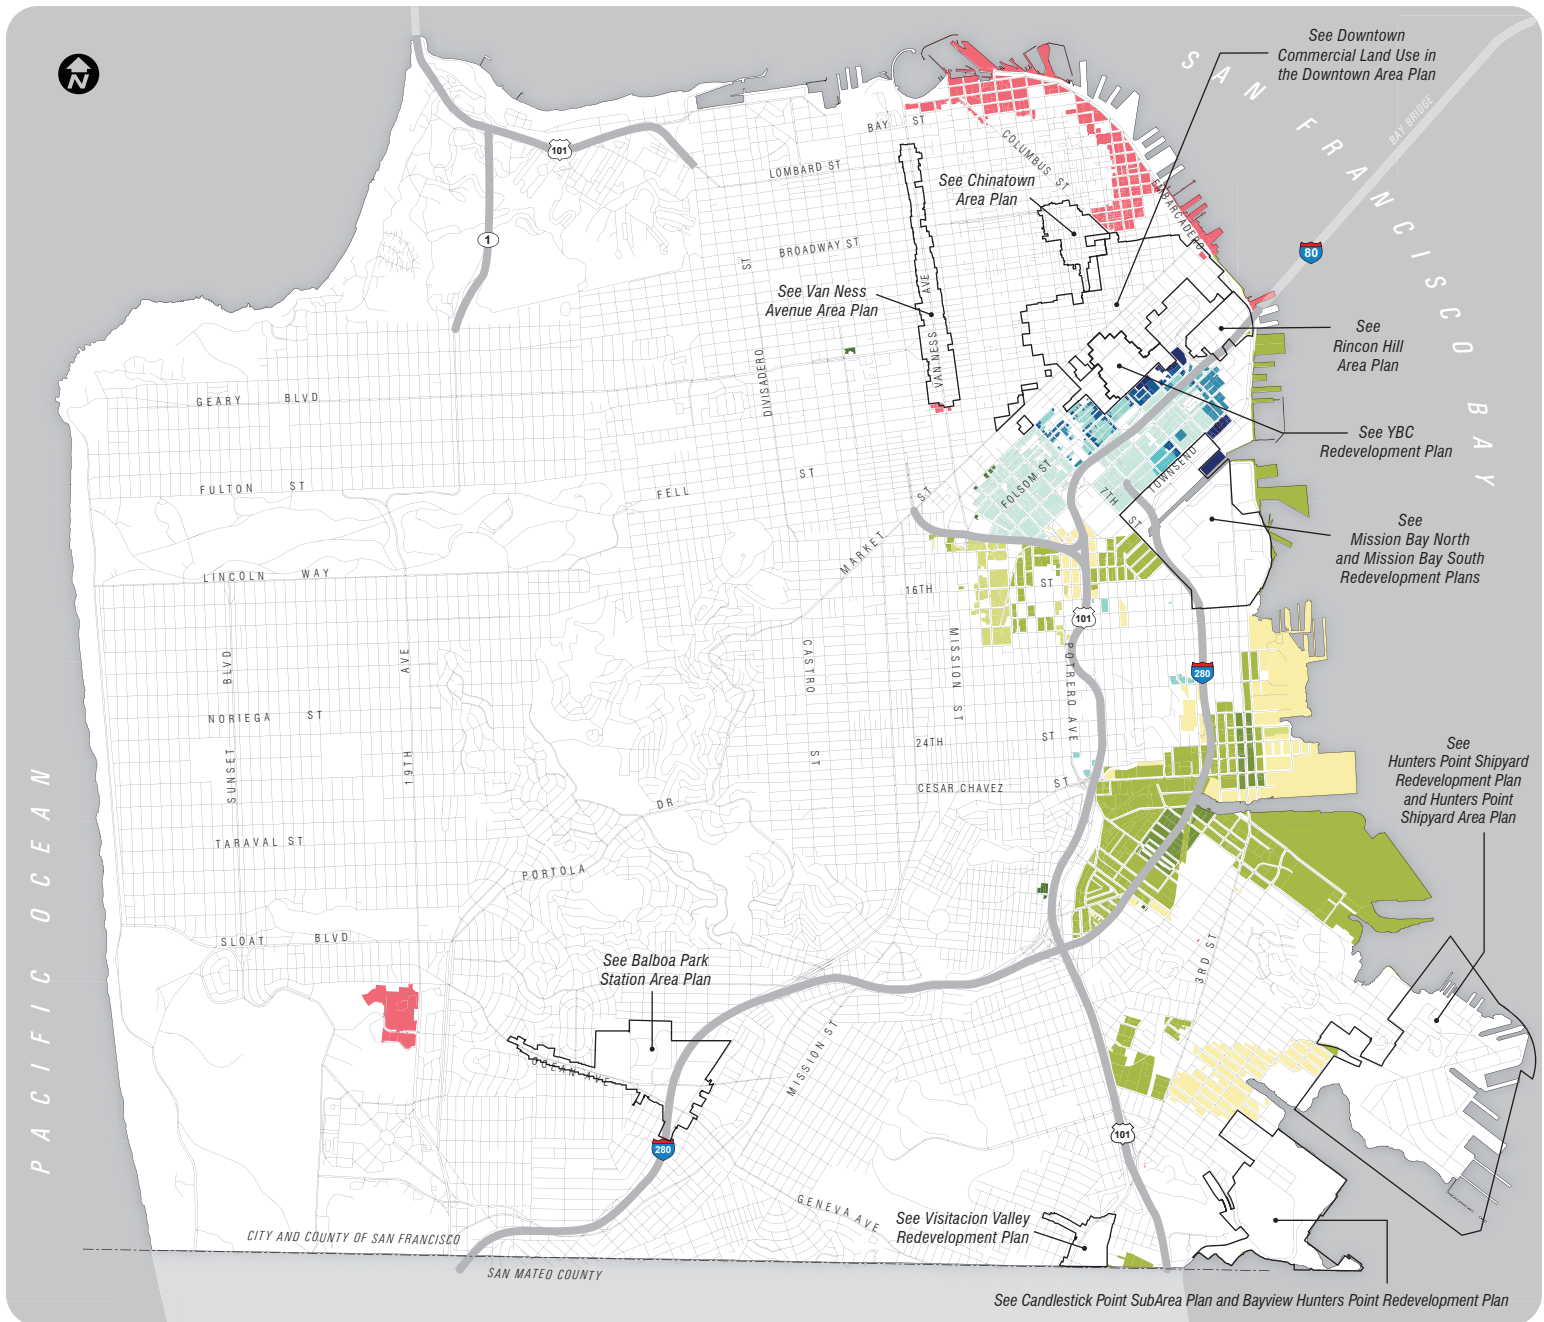 N
See Downtown
Commercial Land Use in
the Downtown Area Plan
SAN FRANCISCO BAY
BAY BRIDGE
80
101
1
BAY ST
LOMBARD ST
COLUMBUS ST
EMBARCADERO
See Chinatown
Area Plan
BROADWAY ST
See Van Ness
Avenue Area Plan
VAN NESS AVE
DIVISADERO ST
See
Rincon Hill
Area Plan
See YBC
Redevelopment Plan
GEARY BLVD
FULTON ST
FELL ST
MARKET ST
FOLSOM ST
7TH ST
TOWNSEND
See
Mission Bay North
and Mission Bay South
Redevelopment Plans
LINCOLN WAY
16TH ST
101
280
SUNSET BLVD
19TH AVE
CASTRO ST
MISSION ST
POTRERO AVE
NORIEGA ST
24TH ST
CESAR CHAVEZ ST
See
Hunters Point Shipyard
Redevelopment Plan
and Hunters Point
Shipyard Area Plan
TARAVAL ST
PORTOLA DR
PACIFIC OCEAN
SLOAT BLVD
3RD ST
See Balboa Park
Station Area Plan
OCEAN AVE
MISSION ST
280
101
GENEVA AVE
See Visitacion Valley
Redevelopment Plan
CITY AND COUNTY OF SAN FRANCISCO
SAN MATEO COUNTY
See Candlestick Point SubArea Plan and Bayview Hunters Point Redevelopment Plan